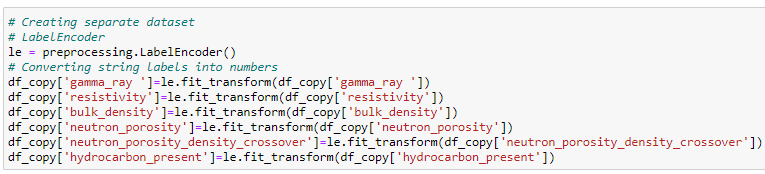 # Creating separate dataset
# LabelEncoder
le = preprocessing.LabelEncoder()
# Converting string labels into numbers
df_copy['gamma_ray ']=le.fit_transform(df_copy['gamma_ray '])
df_copy['resistivity']=le.fit_transform(df_copy['resistivity'])
df_copy['bulk_density']=le.fit_transform(df_copy['bulk_density'])
df_copy['neutron_porosity']=le.fit_transform(df_copy['neutron_porosity'])
df_copy['neutron_porosity_density_crossover']=le.fit_transform(df_copy['neutron_porosity_density_crossover'])
df_copy['hydrocarbon_present']=le.fit_transform(df_copy['hydrocarbon_present'])